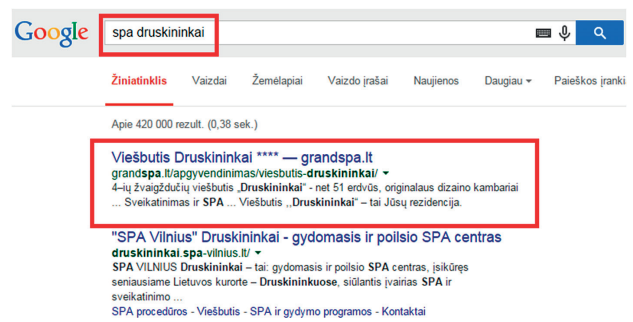 Google spa druskininkai
Žiniatinklis Vaizdai Žemėlapiai Vaizdo įrašai Naujienos Daugiau Paieškos įranki
Apie 420 000 rezult. (0,38 sek.)
Viešbutis Druskininkai **** — grandspa.lt
grandspa.lt/apgyvendinimas/viesbutis-druskininkai/
4–ių žvaigždučių viešbutis „Druskininkai" - net 51 erdvūs, originalaus dizaino kambariai
... Sveikatinimas ir SPA ... Viešbutis ,,Druskininkai" – tai Jūsų rezidencija.
"SPA Vilnius" Druskininkai - gydomasis ir poilsio SPA centras
druskininkai.spa-vilnius.lt/
SPA VILNIUS Druskininkai – tai: gydomasis ir poilsio SPA centras, įsikūręs
seniausiame Lietuvos kurorte – Druskininkuose, siūlantis įvairias SPA ir
sveikatinimo ...
SPA procedūros - Viešbutis - SPA ir gydymo programos - Kontaktai